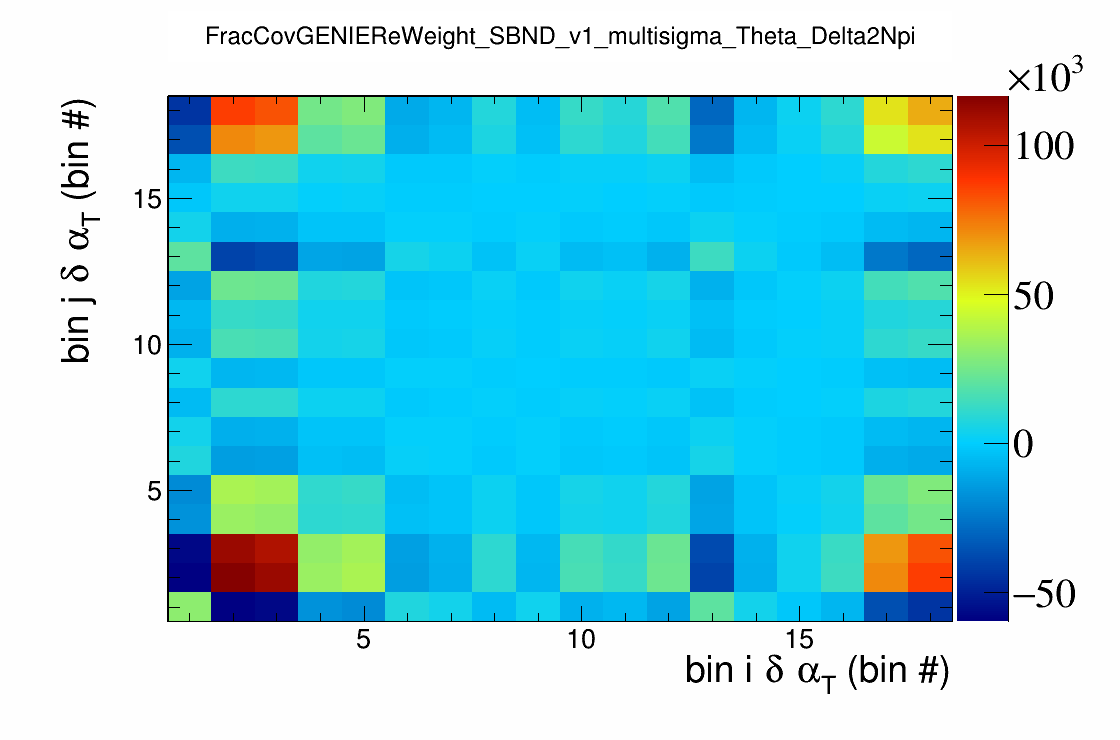 FracCovGENIEReWeight_SBND_v1_multisigma_Theta_Delta2Npi
×10³
bin j δ α_T (bin #)
15
10
5
100
50
0
−50
5 10 15
bin i δ α_T (bin #)